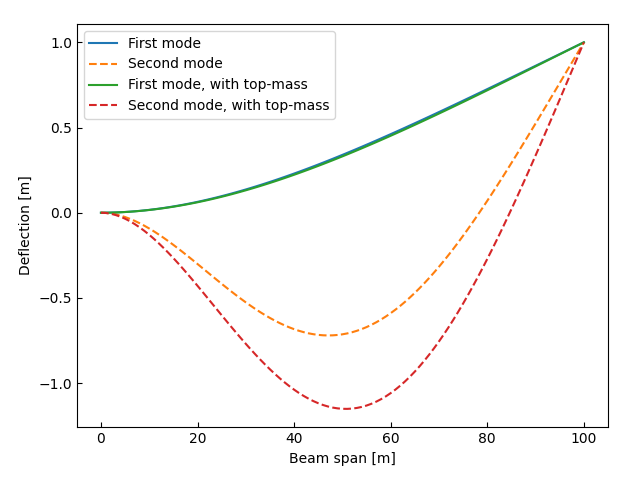 First mode
Second mode
First mode, with top-mass
Second mode, with top-mass
1.0
0.5
0.0
−0.5
−1.0
Deflection [m]
0 20 40 60 80 100
Beam span [m]